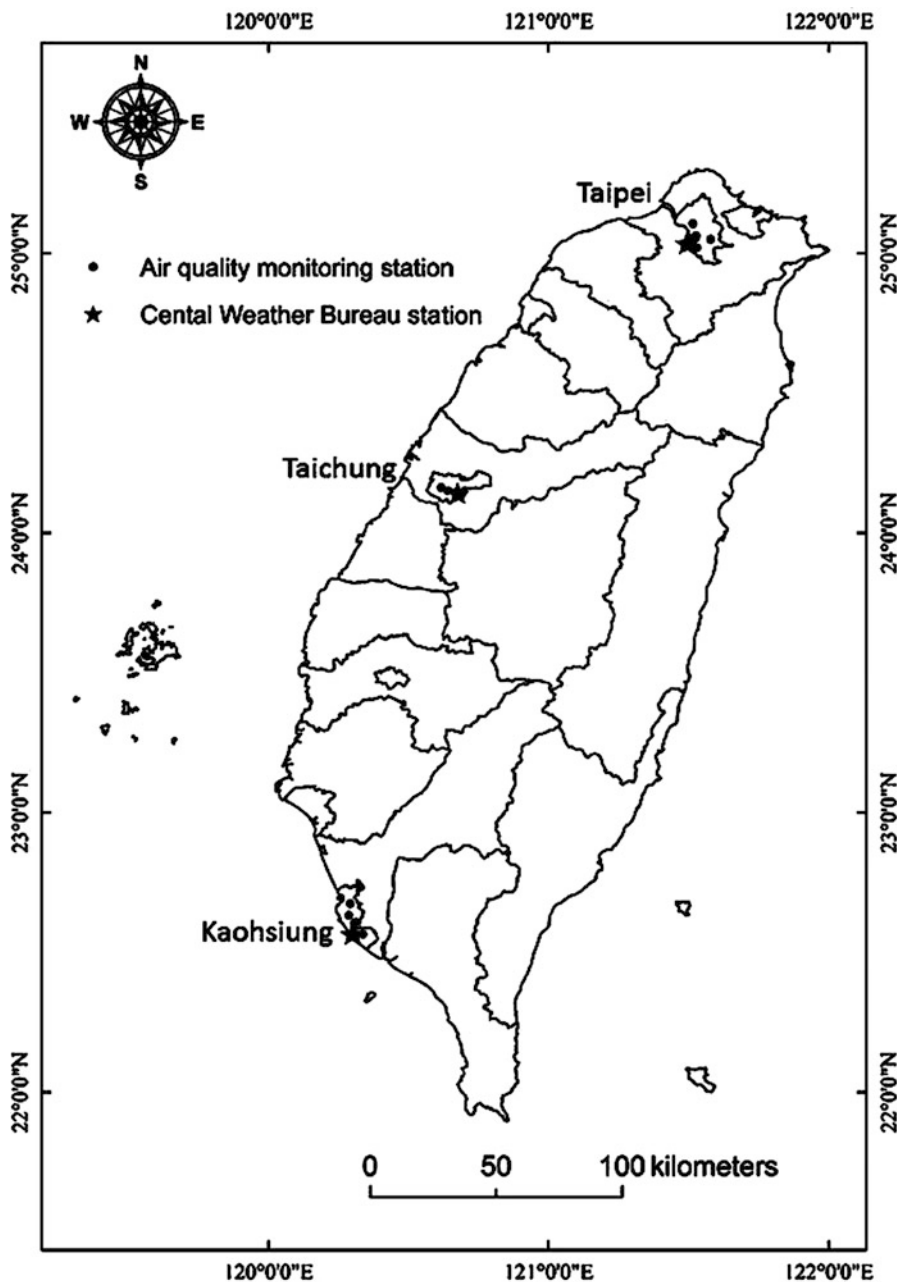 120°0'0"E 121°0'0"E 122°0'0"E
N
W E
S
Taipei
25°0'0"N 25°0'0"N
Air quality monitoring station
Cental Weather Bureau station
Taichung
24°0'0"N 24°0'0"N
23°0'0"N 23°0'0"N
Kaohsiung
22°0'0"N 22°0'0"N
0 50 100 kilometers
120°0'0"E 121°0'0"E 122°0'0"E